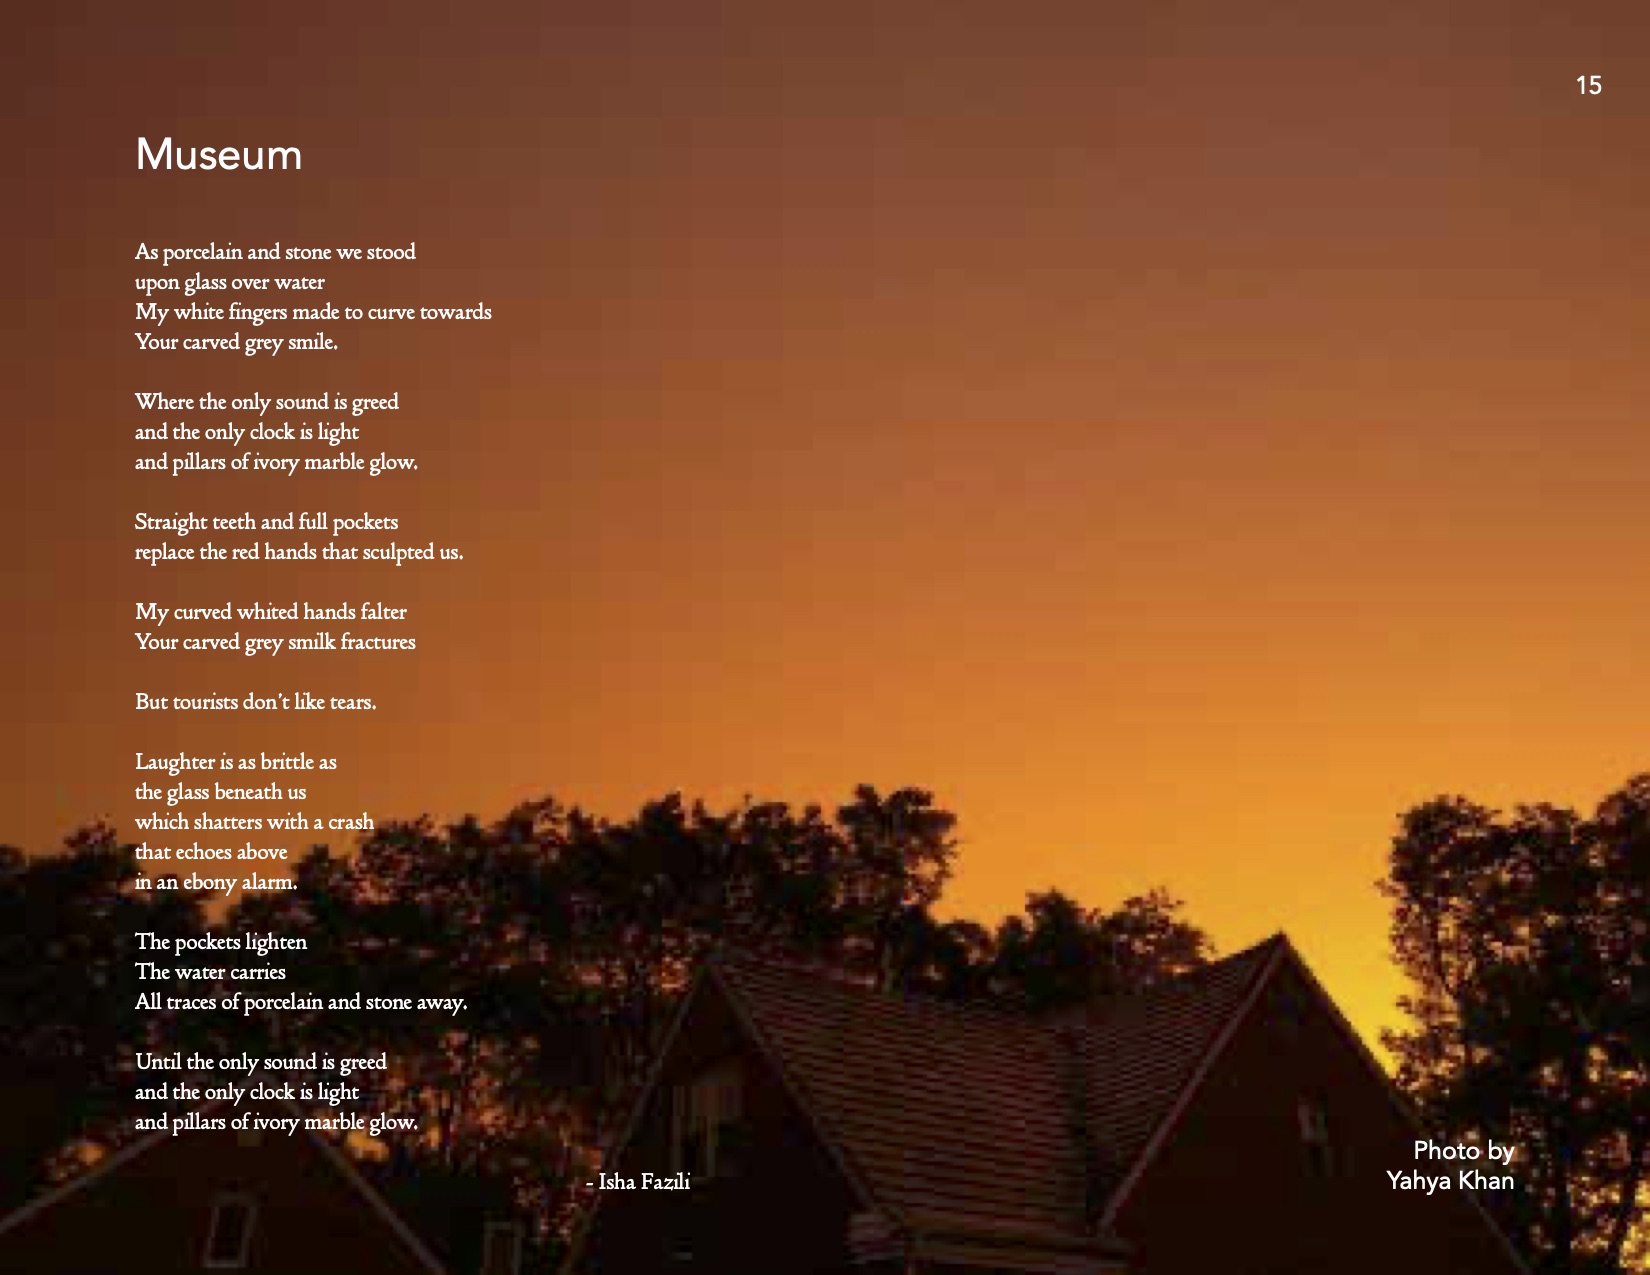 15
Museum
As porcelain and stone we stood
upon glass over water
My white fingers made to curve towards
Your carved grey smile.
Where the only sound is greed
and the only clock is light
and pillars of ivory marble glow.
Straight teeth and full pockets
replace the red hands that sculpted us.
My curved whited hands falter
Your carved grey smilk fractures
But tourists don't like tears.
Laughter is as brittle as
the glass beneath us
which shatters with a crash
that echoes above
in an ebony alarm.
The pockets lighten
The water carries
All traces of porcelain and stone away.
Until the only sound is greed
and the only clock is light
and pillars of ivory marble glow.
- Isha Fazili
Photo by
Yahya Khan